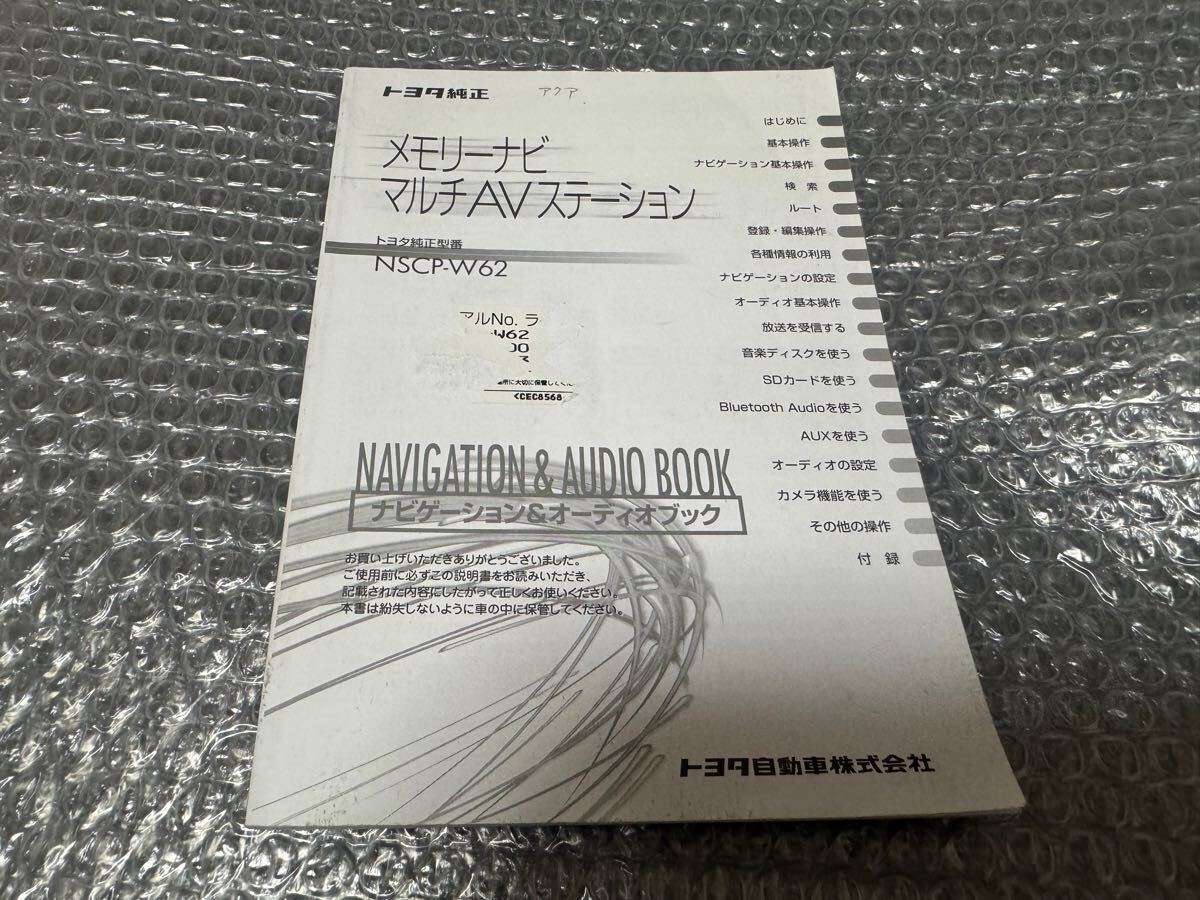 トヨタ純正
アクア
メモリーナビ
マルチAVステーション
トヨタ純正型番
NSCP-W62
アルNo. ラ
W62
00
<CEC8568
NAVIGATION & AUDIO BOOK
ナビゲーション&オーディオブック
お買い上げいただきありがとうございました。
ご使用前に必ずこの説明書をお読みいただき、
記載された内容にしたがって正しくお使いください。
本書は紛失しないように車の中に保管してください。
はじめに
基本操作
ナビゲーション基本操作
検 索
ルート
登録・編集操作
各種情報の利用
ナビゲーションの設定
オーディオ基本操作
放送を受信する
音楽ディスクを使う
SDカードを使う
Bluetooth Audioを使う
AUXを使う
オーディオの設定
カメラ機能を使う
その他の操作
付 録
トヨタ自動車株式会社